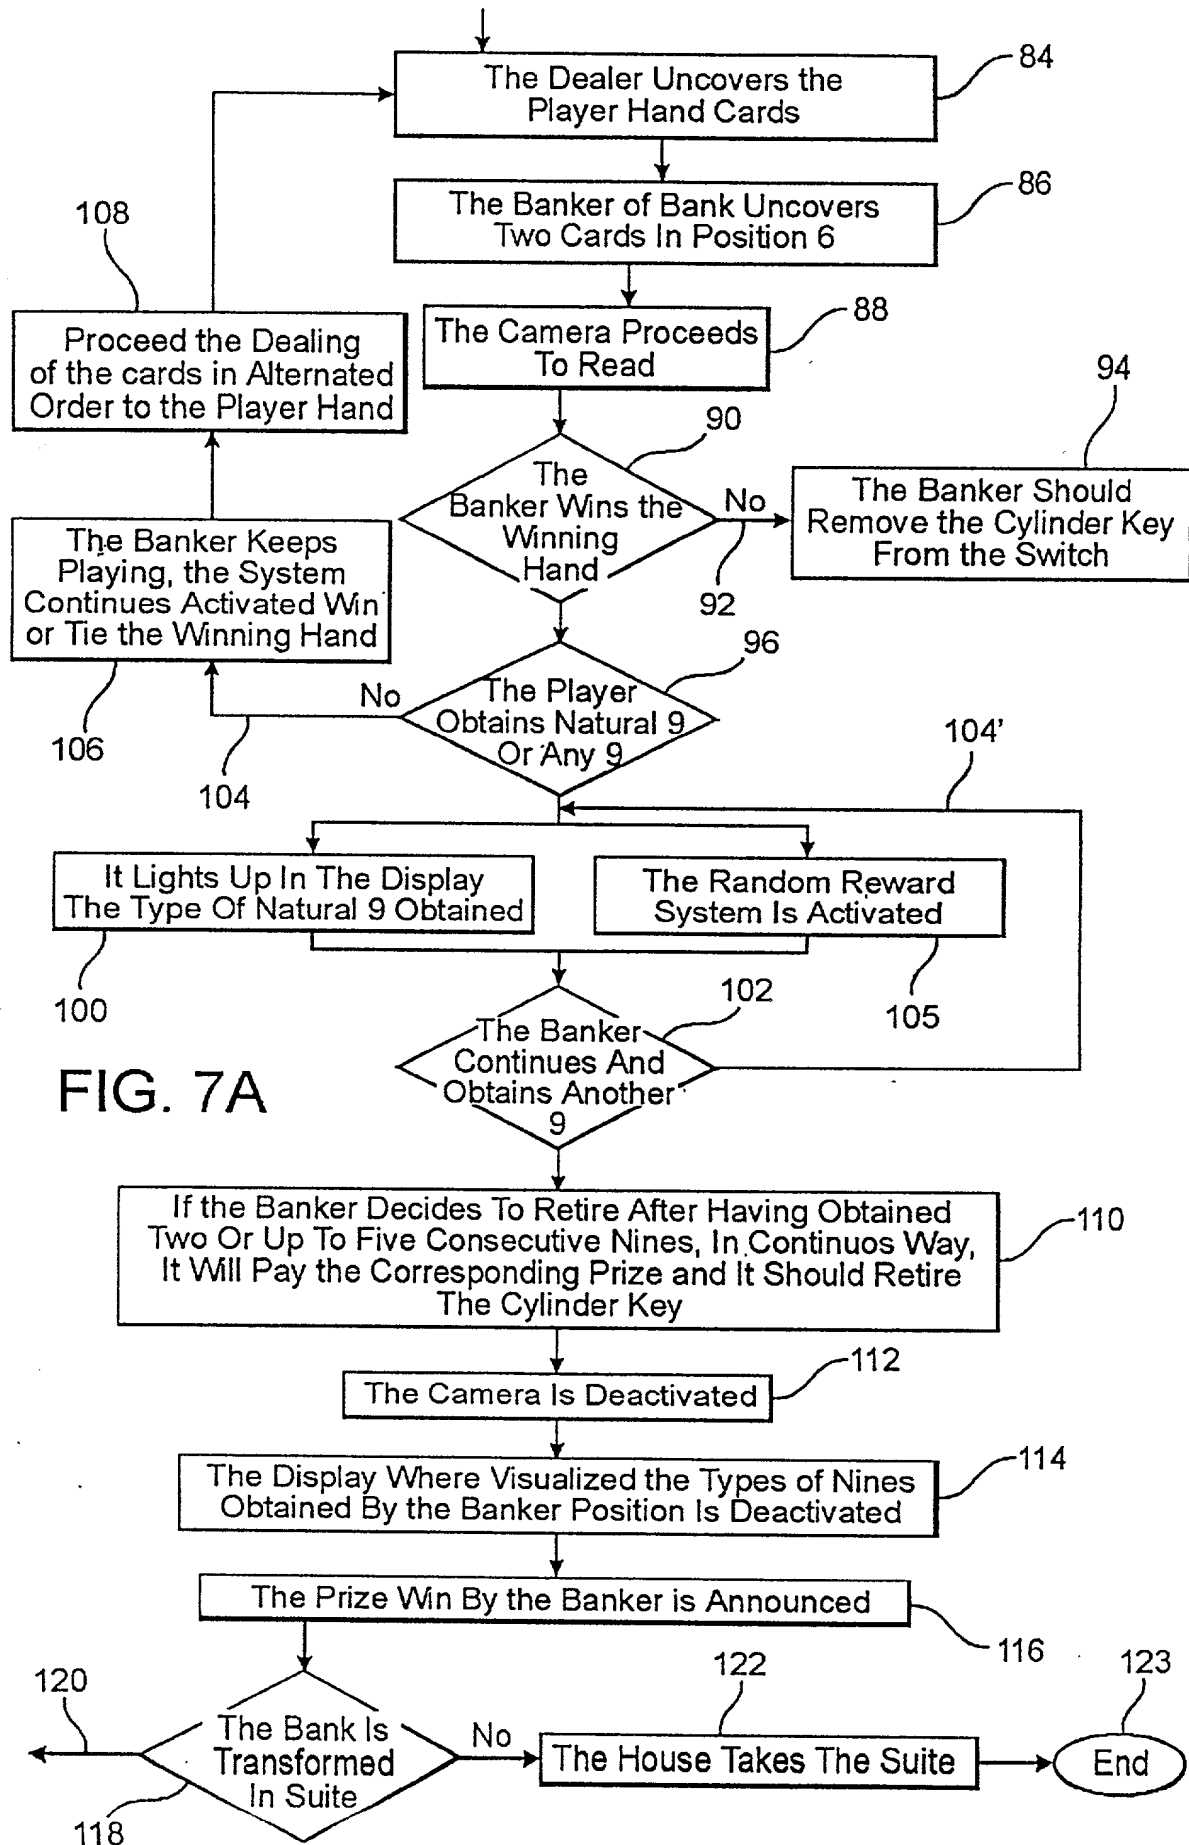 The Dealer Uncovers the
Player Hand Cards
84
The Banker of Bank Uncovers
Two Cards In Position 6
86
108
The Camera Proceeds
To Read
88
Proceed the Dealing
of the cards in Alternated
Order to the Player Hand
94
90
The
Banker Wins the
Winning
Hand
No
92
The Banker Should
Remove the Cylinder Key
From the Switch
The Banker Keeps
Playing, the System
Continues Activated Win
or Tie the Winning Hand
106
No
104
96
The Player
Obtains Natural 9
Or Any 9
104'
It Lights Up In The Display
The Type Of Natural 9 Obtained
100
The Random Reward
System Is Activated
105
102
The Banker
Continues And
Obtains Another
9
FIG. 7A
If the Banker Decides To Retire After Having Obtained
Two Or Up To Five Consecutive Nines, In Continuos Way,
It Will Pay the Corresponding Prize and It Should Retire
The Cylinder Key
110
The Camera Is Deactivated
112
The Display Where Visualized the Types of Nines
Obtained By the Banker Position Is Deactivated
114
The Prize Win By the Banker is Announced
116
120
The Bank Is
Transformed
In Suite
118
No
122
The House Takes The Suite
123
End